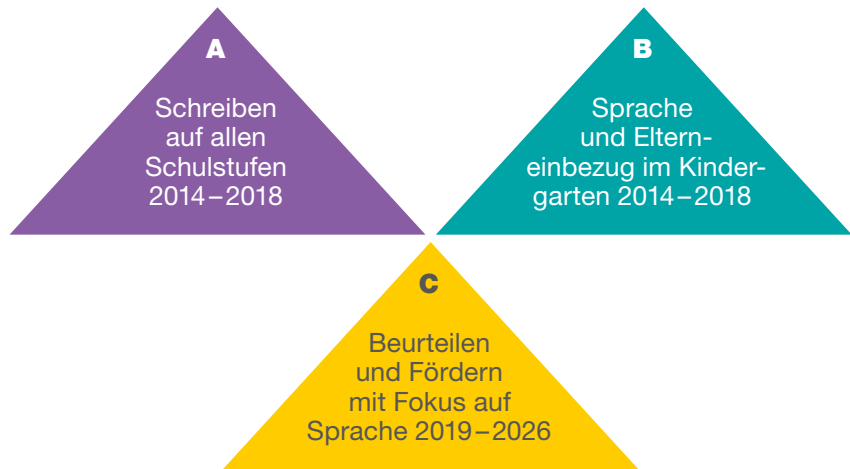 A
Schreiben
auf allen
Schulstufen
2014–2018
B
Sprache
und Eltern-
einbezug im Kinder-
garten 2014–2018
C
Beurteilen
und Fördern
mit Fokus auf
Sprache 2019–2026